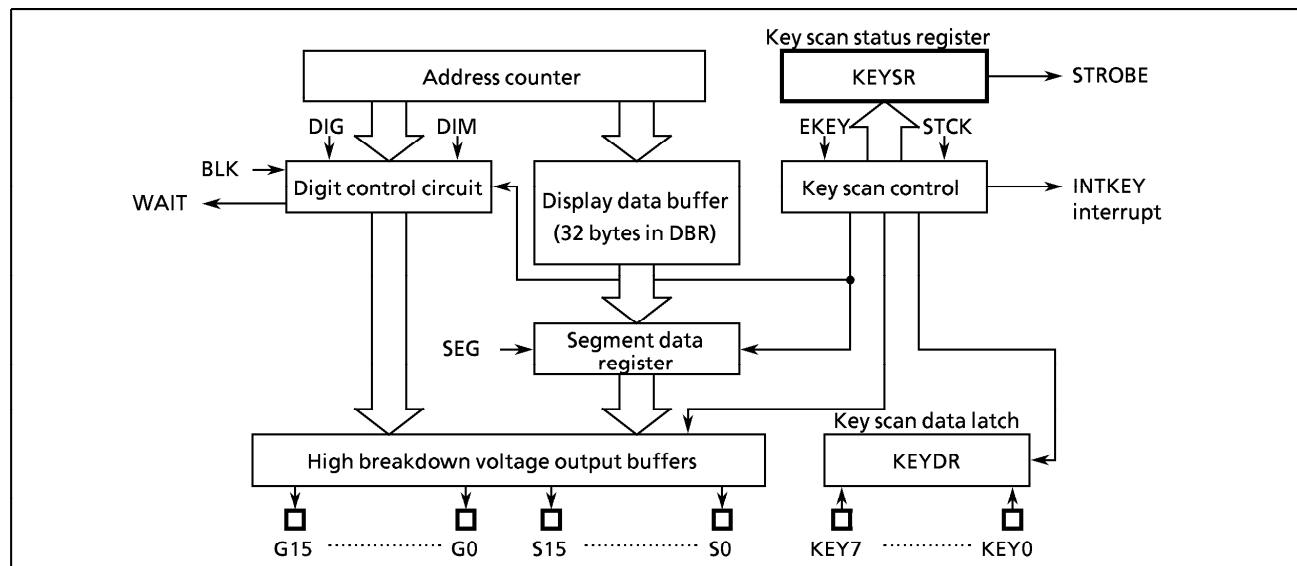 Key scan status register
Address counter
KEYSR
STROBE
DIG
DIM
EKEY
STCK
BLK
Digit control circuit
WAIT
Display data buffer
(32 bytes in DBR)
Key scan control
INTKEY
interrupt
SEG
Segment data
register
Key scan data latch
High breakdown voltage output buffers
KEYDR
G15 ·············· G0 S15 ·············· S0 KEY7 ·············· KEY0